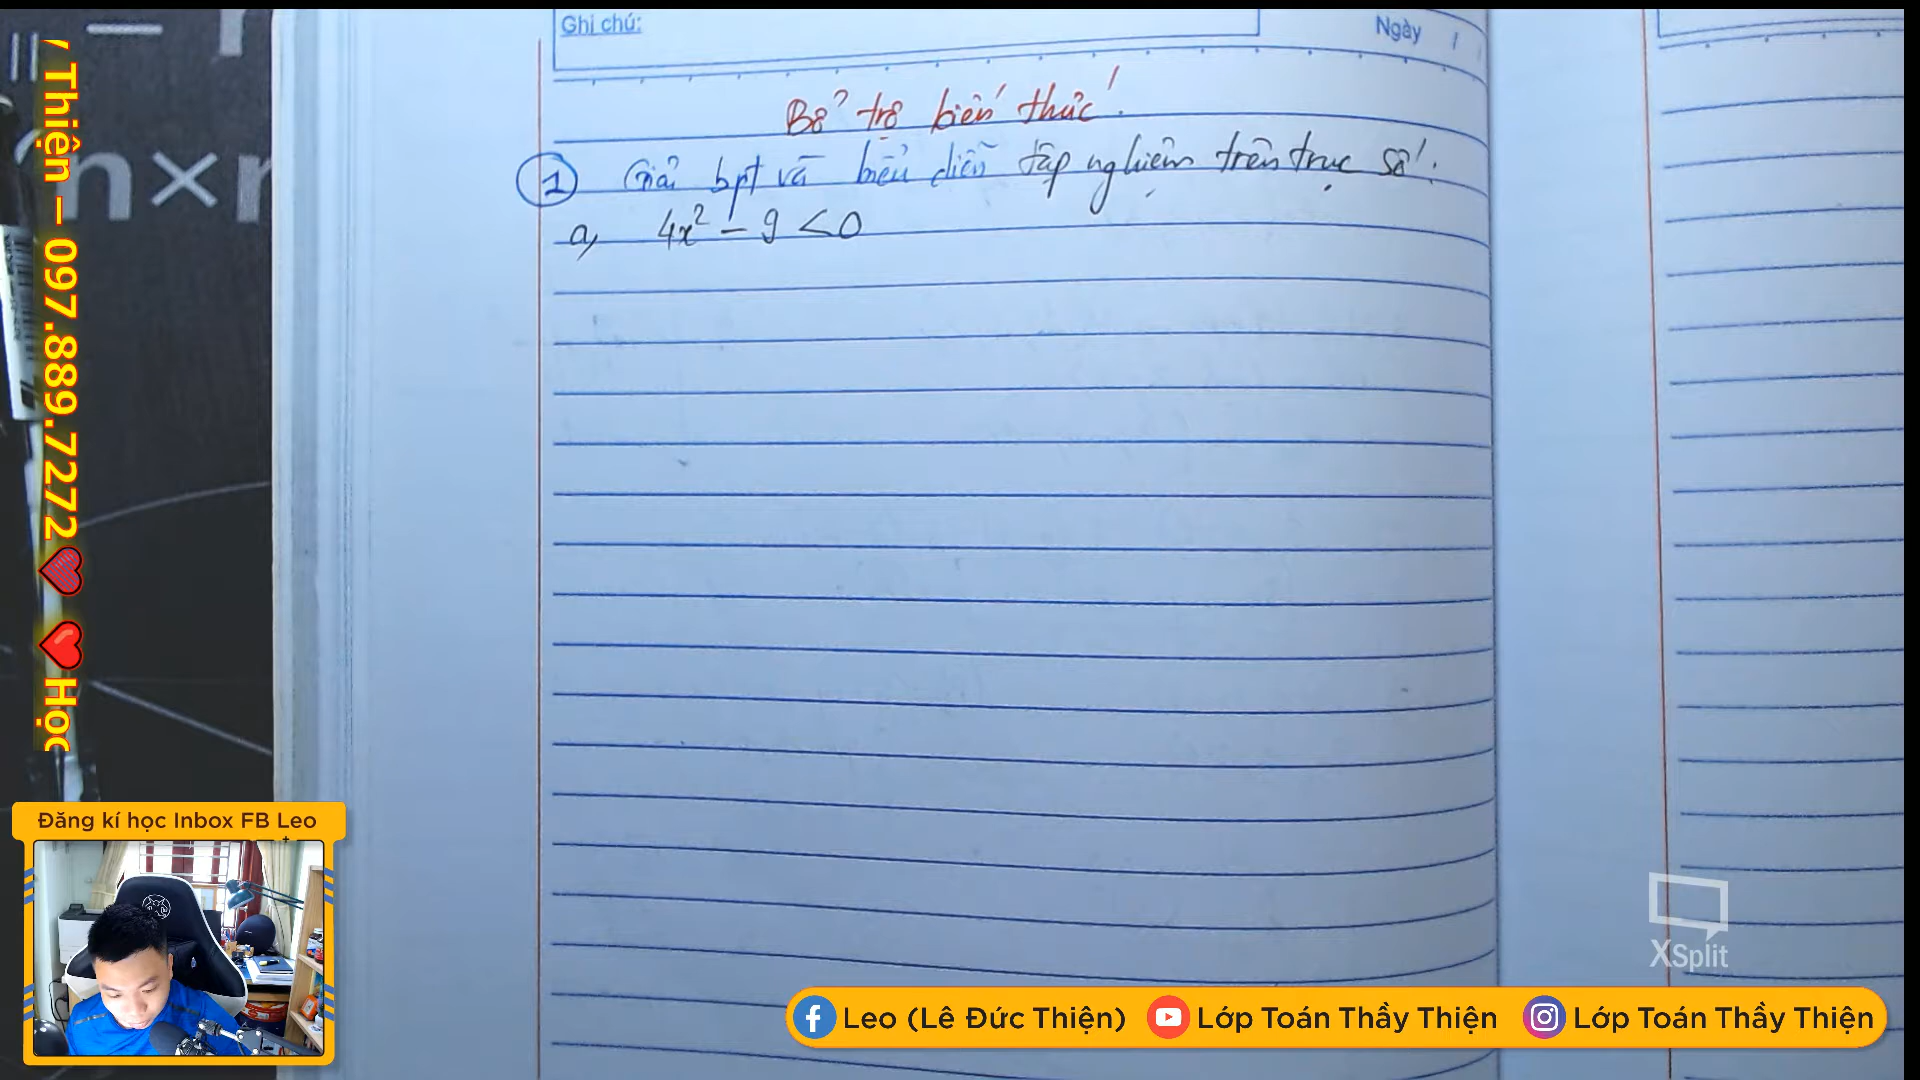 Ghi chú:
Ngày / /
Bổ trợ kiến thức!
1 Giải bpt và biểu diễn tập nghiệm trên trục số!
a, 4x² - 9 < 0
Thiện – 097.889.7272❤ ❤Học
n×n
Đăng kí học Inbox FB Leo
XSplit
Leo (Lê Đức Thiện) Lớp Toán Thầy Thiện Lớp Toán Thầy Thiện